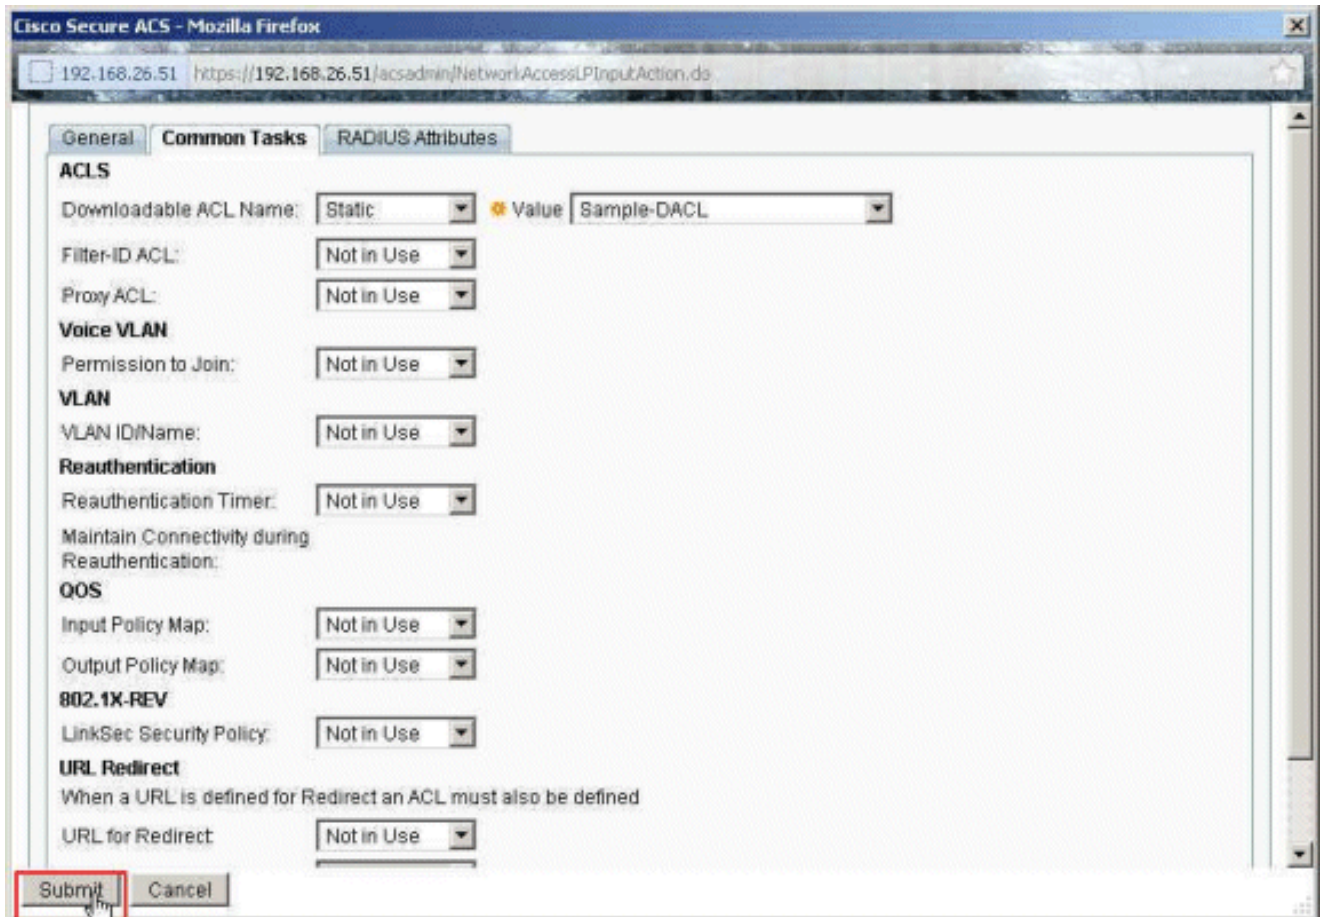 Cisco Secure ACS - Mozilla Firefox
192.168.26.51 https://192.168.26.51/acsadmin/NetworkAccessLPInputAction.do
General Common Tasks RADIUS Attributes
ACLS
Downloadable ACL Name: Static Value Sample-DACL
Filter-ID ACL: Not in Use
Proxy ACL: Not in Use
Voice VLAN
Permission to Join: Not in Use
VLAN
VLAN ID/Name: Not in Use
Reauthentication
Reauthentication Timer: Not in Use
Maintain Connectivity during
Reauthentication:
QOS
Input Policy Map: Not in Use
Output Policy Map: Not in Use
802.1X-REV
LinkSec Security Policy: Not in Use
URL Redirect
When a URL is defined for Redirect an ACL must also be defined
URL for Redirect: Not in Use
Submit Cancel